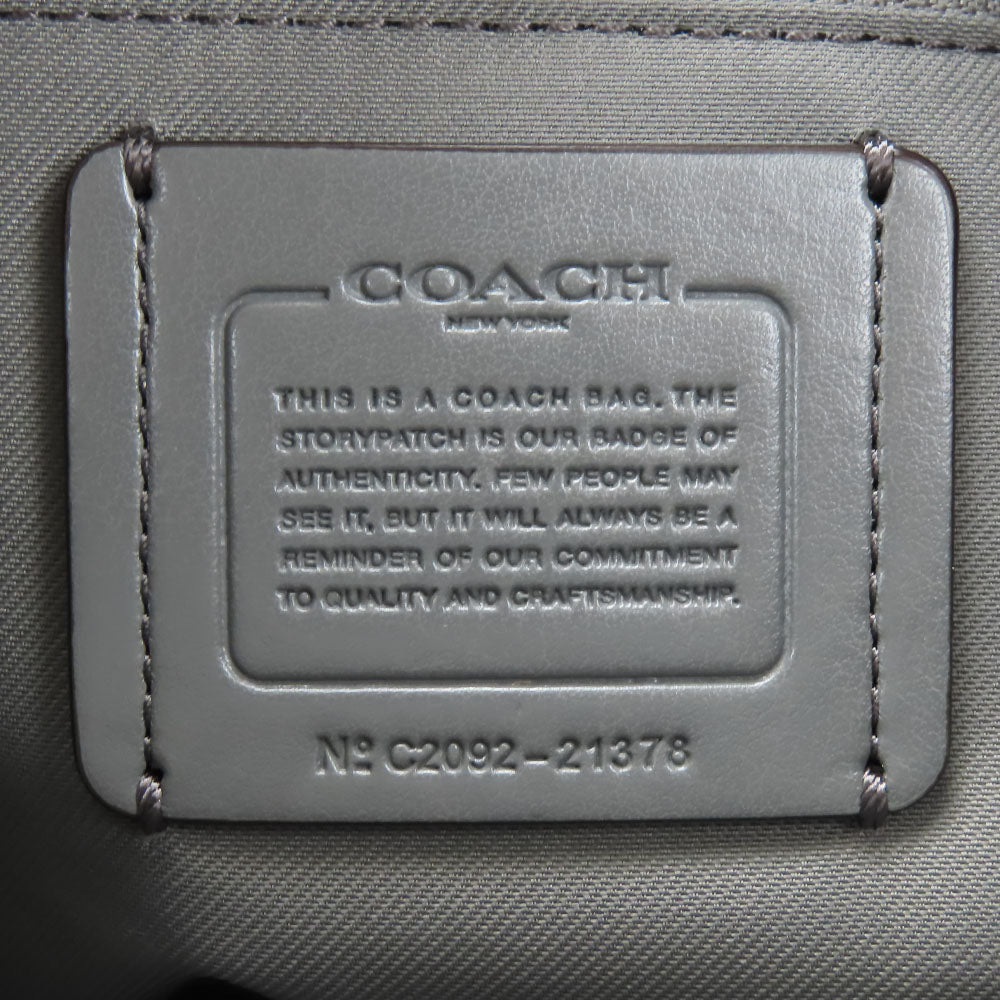 COACH
NEW YORK
THIS IS A COACH BAG. THE
STORYPATCH IS OUR BADGE OF
AUTHENTICITY. FEW PEOPLE MAY
SEE IT, BUT IT WILL ALWAYS BE A
REMINDER OF OUR COMMITMENT
TO QUALITY AND CRAFTSMANSHIP.
Nº C2092-21378